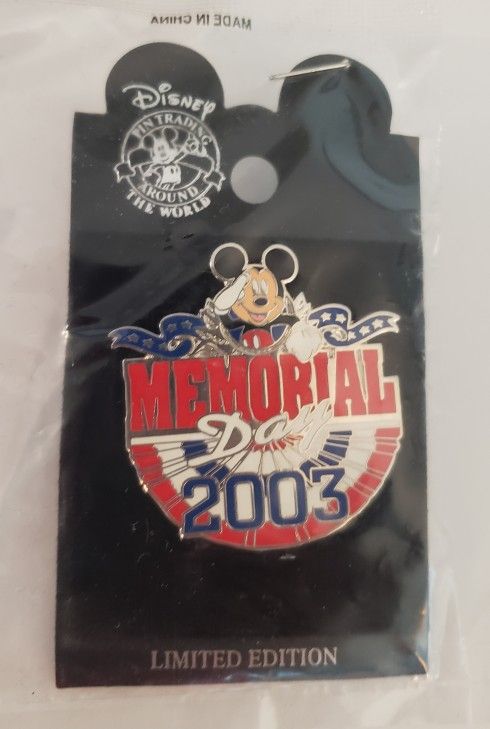 MADE IN CHINA
Disney
PIN TRADING
AROUND
THE WORLD
MEMORIAL
Day
2003
LIMITED EDITION